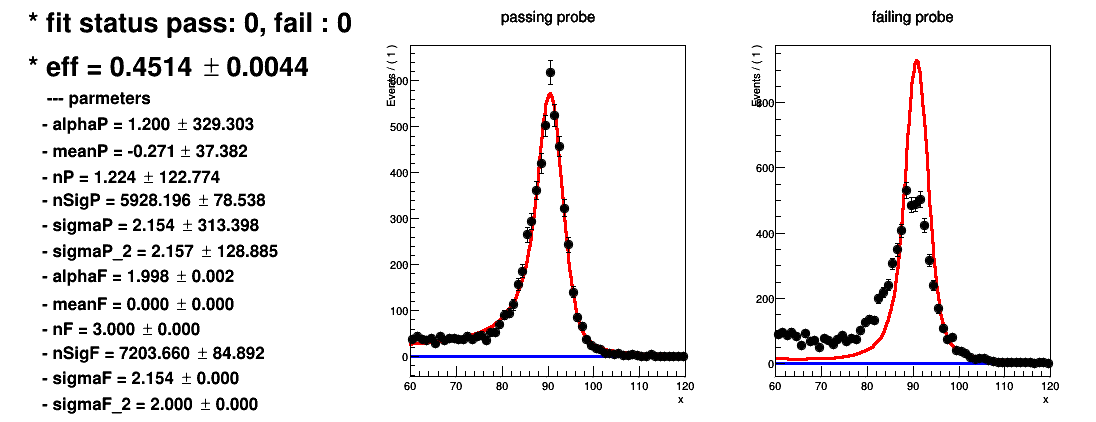 * fit status pass: 0, fail : 0
* eff = 0.4514 ± 0.0044
--- parmeters
- alphaP = 1.200 ± 329.303
- meanP = -0.271 ± 37.382
- nP = 1.224 ± 122.774
- nSigP = 5928.196 ± 78.538
- sigmaP = 2.154 ± 313.398
- sigmaP_2 = 2.157 ± 128.885
- alphaF = 1.998 ± 0.002
- meanF = 0.000 ± 0.000
- nF = 3.000 ± 0.000
- nSigF = 7203.660 ± 84.892
- sigmaF = 2.154 ± 0.000
- sigmaF_2 = 2.000 ± 0.000
passing probe
Events / ( 1 )
600
500
400
300
200
100
0
60 70 80 90 100 110 120
x
failing probe
Events / ( 1 )
800
600
400
200
0
60 70 80 90 100 110 120
x